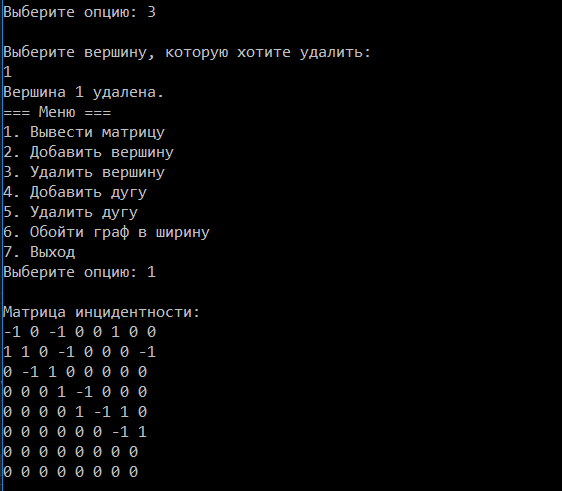 Выберите опцию: 3
Выберите вершину, которую хотите удалить:
1
Вершина 1 удалена.
=== Меню ===
1. Вывести матрицу
2. Добавить вершину
3. Удалить вершину
4. Добавить дугу
5. Удалить дугу
6. Обойти граф в ширину
7. Выход
Выберите опцию: 1
Матрица инцидентности:
-1 0 -1 0 0 1 0 0
1 1 0 -1 0 0 0 -1
0 -1 1 0 0 0 0 0
0 0 0 1 -1 0 0 0
0 0 0 0 1 -1 1 0
0 0 0 0 0 0 -1 1
0 0 0 0 0 0 0 0
0 0 0 0 0 0 0 0